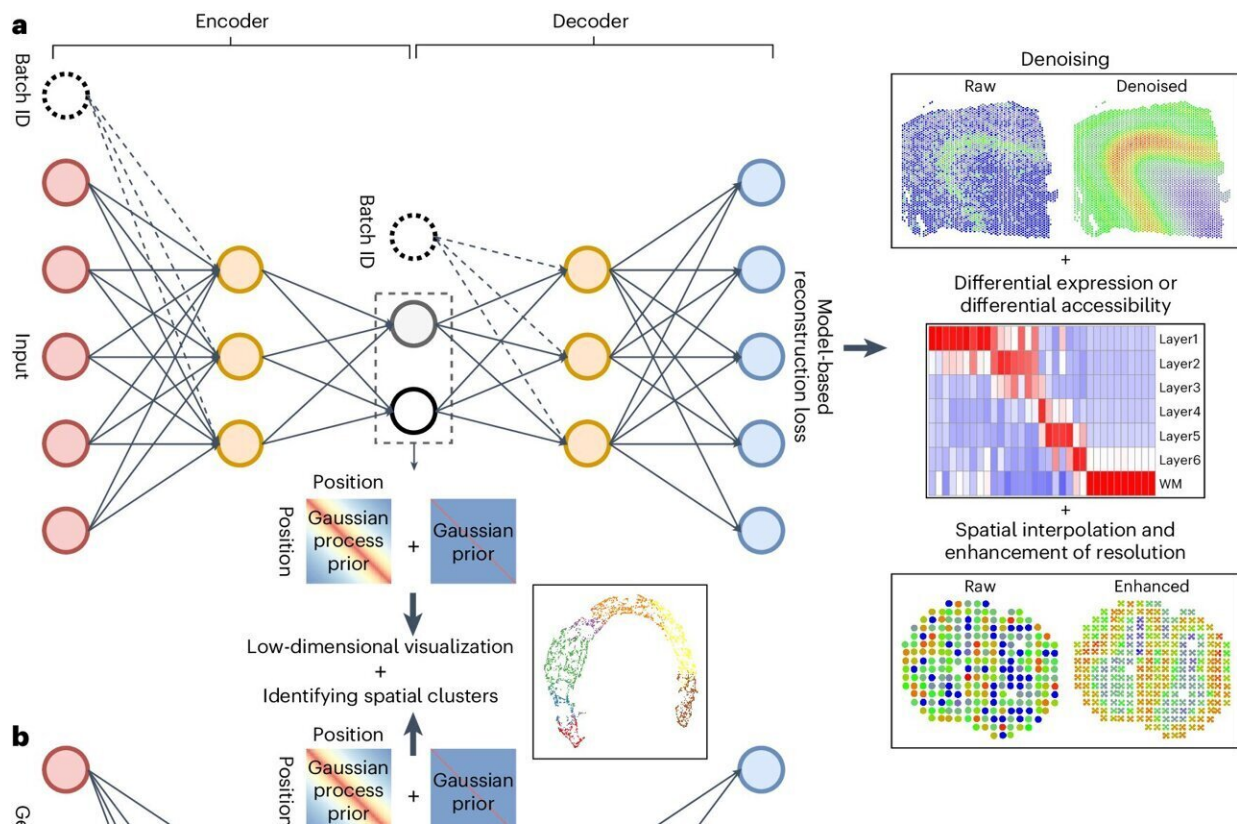 a
Encoder
Decoder
Batch ID
Input
Batch ID
Model-based
reconstruction loss
Position
Position
Gaussian
process
prior
+
Gaussian
prior
Low-dimensional visualization
+
Identifying spatial clusters
Denoising
Raw
Denoised
+
Differential expression or
differential accessibility
Layer1
Layer2
Layer3
Layer4
Layer5
Layer6
WM
+
Spatial interpolation and
enhancement of resolution
Raw
Enhanced
b
Position
Position
Gaussian
process
prior
+
Gaussian
prior